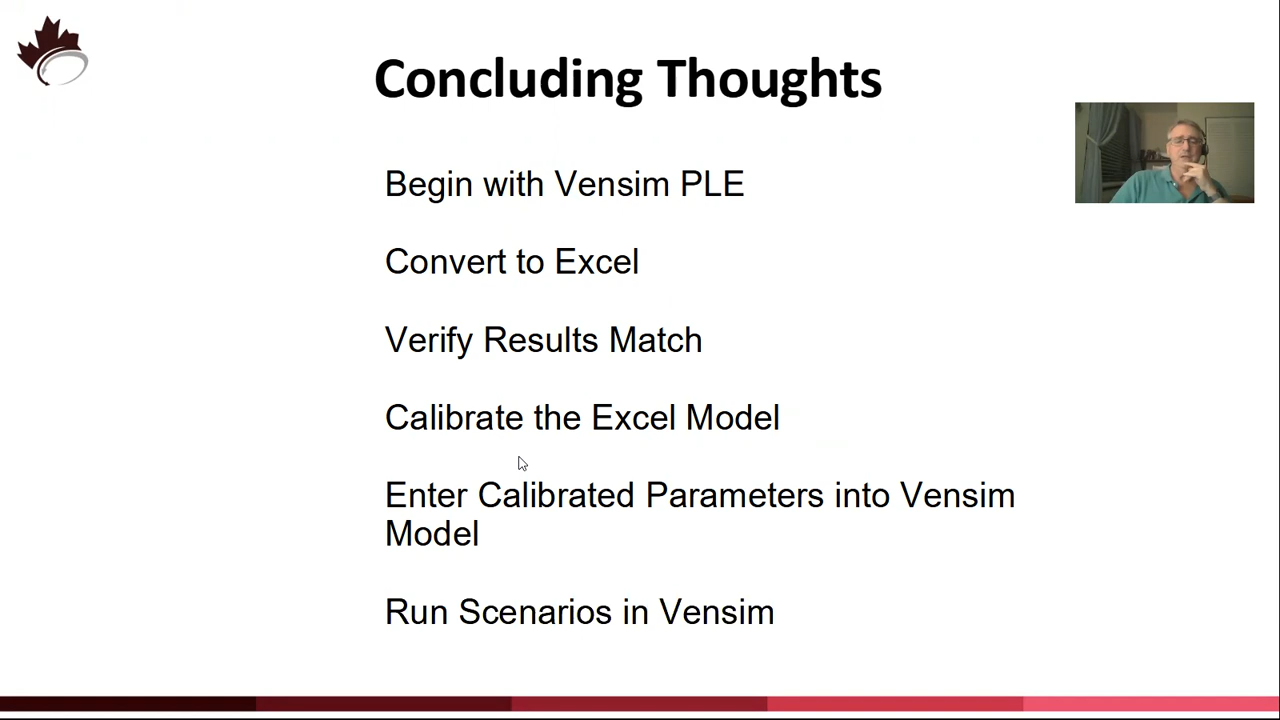 Concluding Thoughts
Begin with Vensim PLE
Convert to Excel
Verify Results Match
Calibrate the Excel Model
Enter Calibrated Parameters into Vensim
Model
Run Scenarios in Vensim